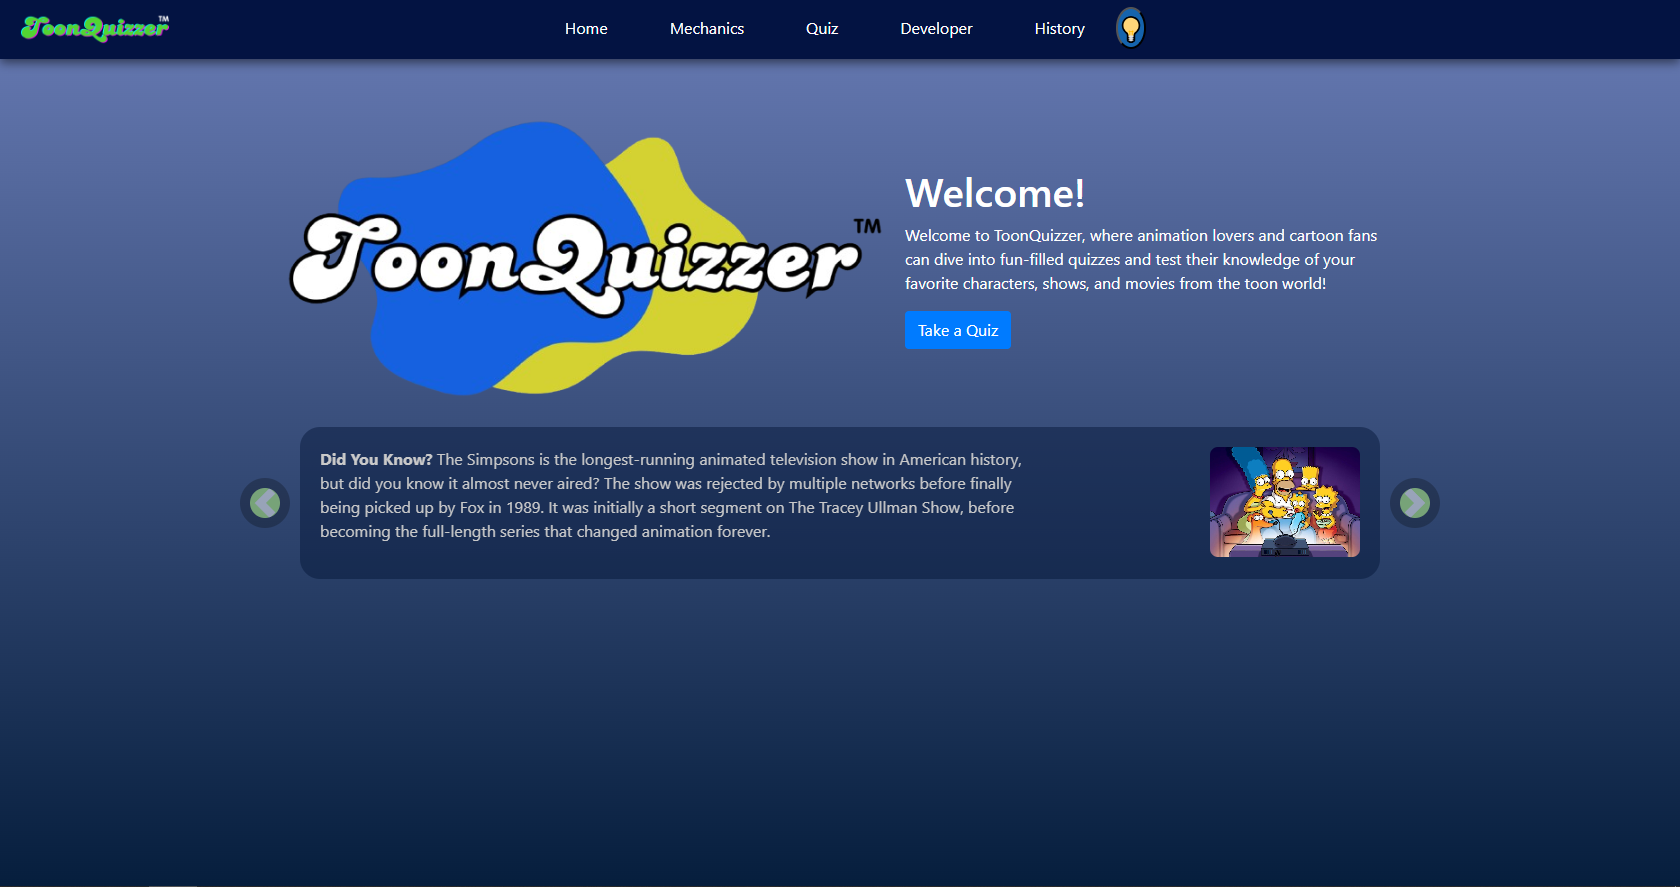 ToonQuizzer™
Home
Mechanics
Quiz
Developer
History
ToonQuizzer™
Welcome!
Welcome to ToonQuizzer, where animation lovers and cartoon fans
can dive into fun-filled quizzes and test their knowledge of your
favorite characters, shows, and movies from the toon world!
Take a Quiz
Did You Know? The Simpsons is the longest-running animated television show in American history,
but did you know it almost never aired? The show was rejected by multiple networks before finally
being picked up by Fox in 1989. It was initially a short segment on The Tracey Ullman Show, before
becoming the full-length series that changed animation forever.